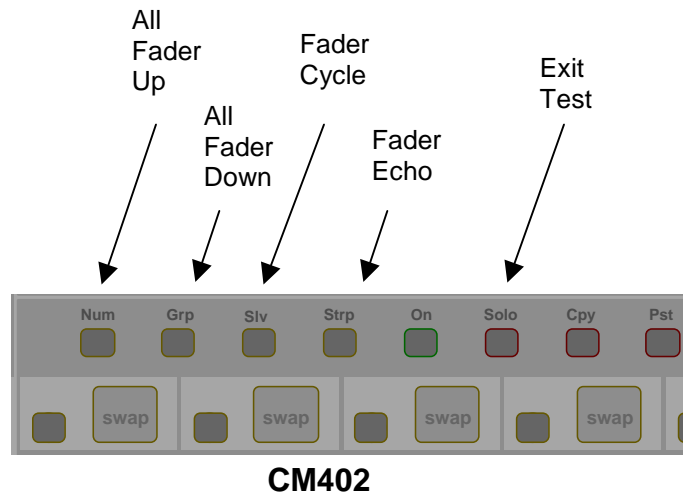 All
Fader
Up
All
Fader
Down
Fader
Cycle
Fader
Echo
Exit
Test
Num Grp Slv Strp On Solo Cpy Pst
swap swap swap swap
CM402